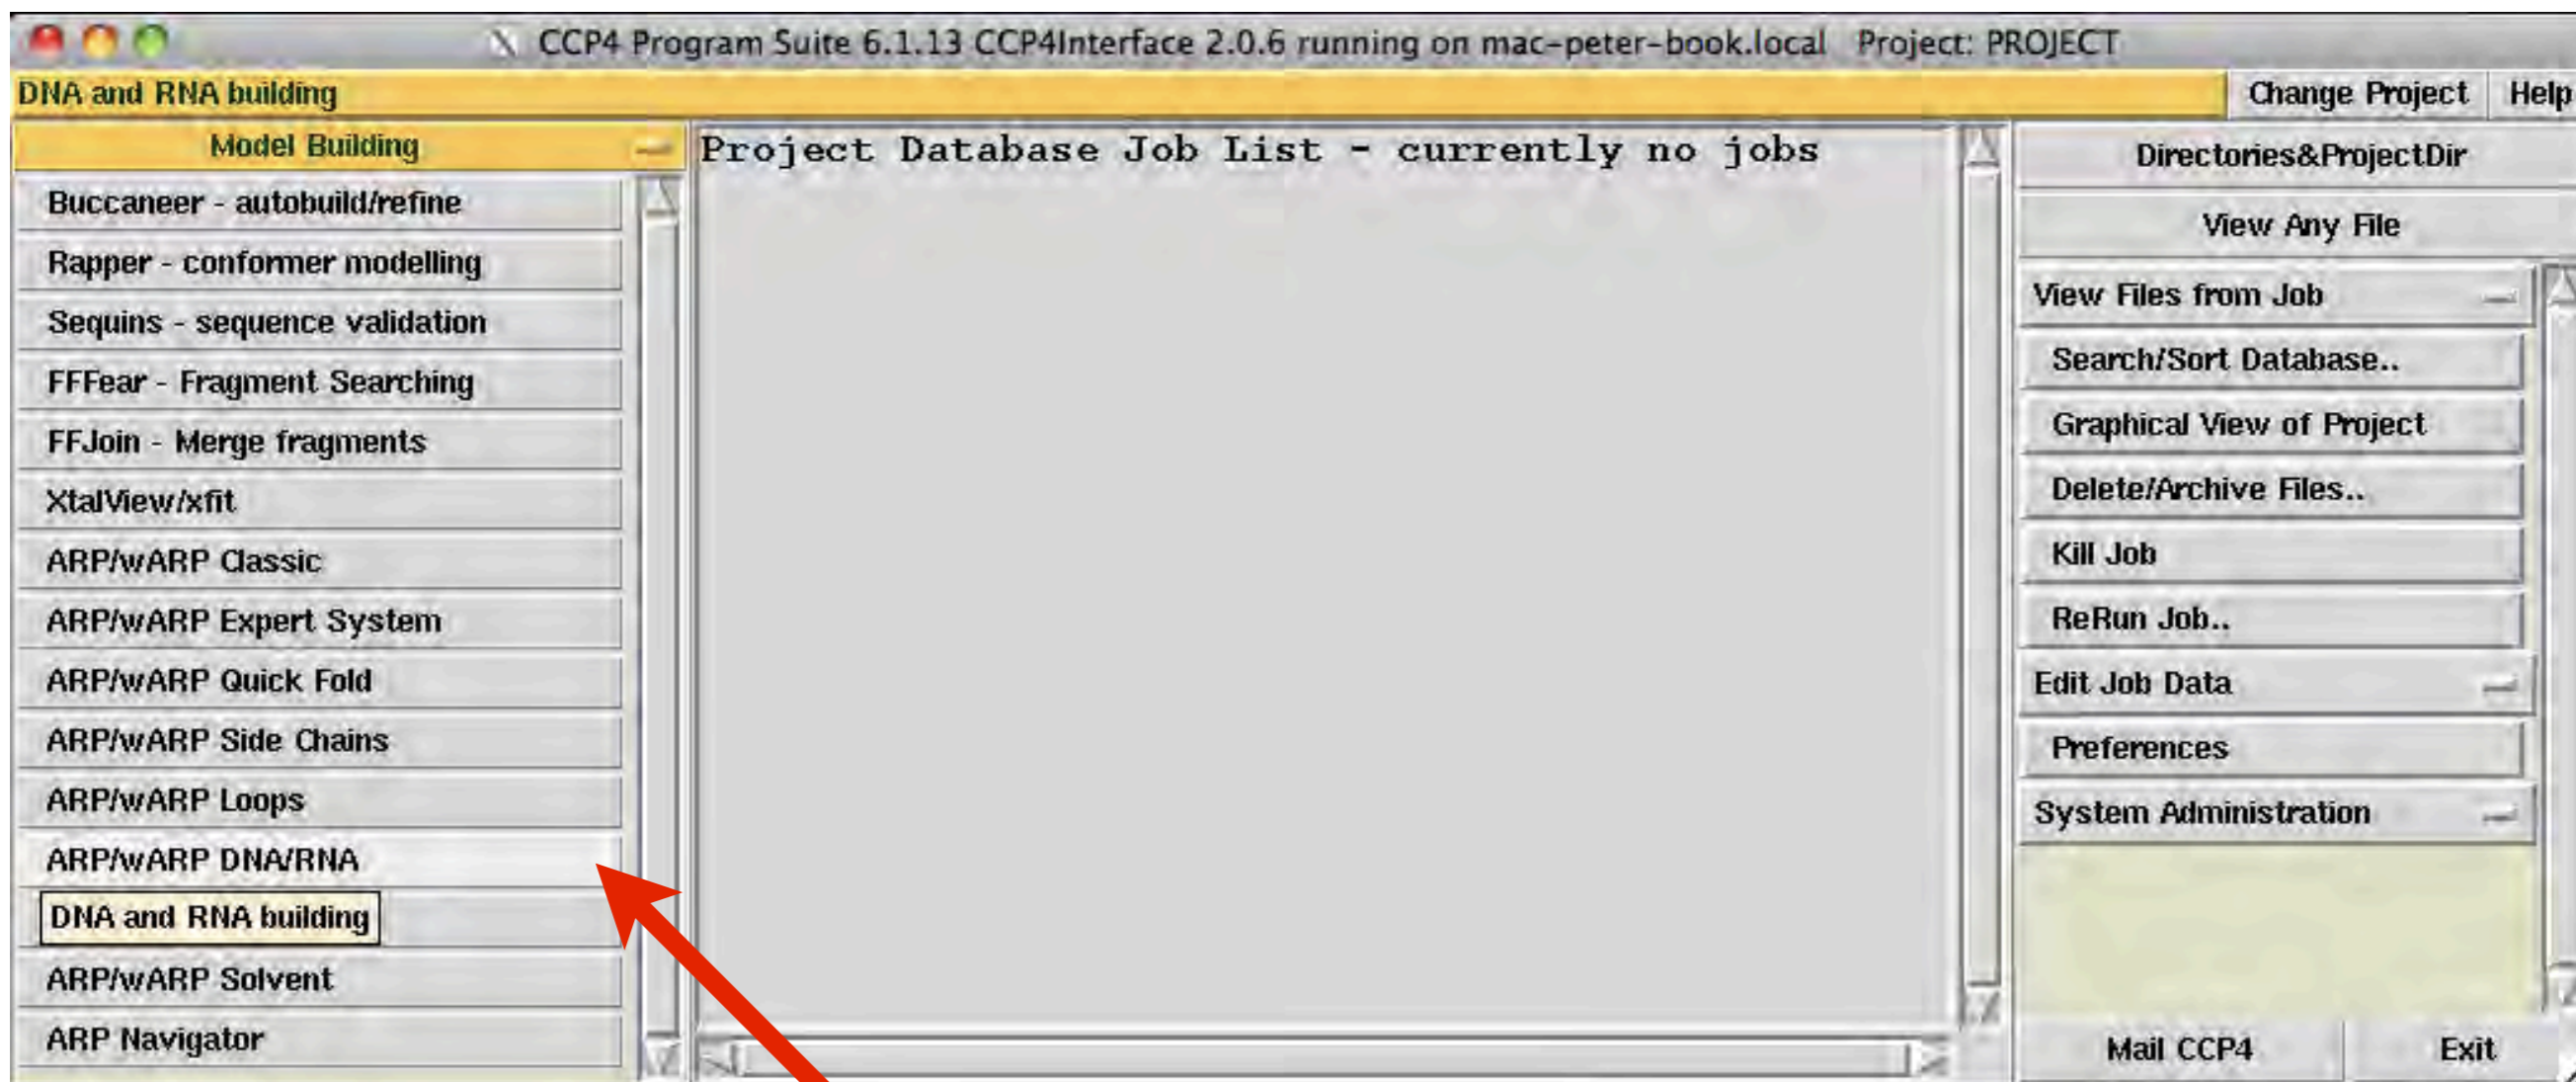 CCP4 Program Suite 6.1.13 CCP4Interface 2.0.6 running on mac-peter-book.local Project: PROJECT
DNA and RNA building
Change Project
Help
Model Building
Buccaneer - autobuild/refine
Rapper - conformer modelling
Sequins - sequence validation
FFFear - Fragment Searching
FFJoin - Merge fragments
XtalView/xfit
ARP/wARP Classic
ARP/wARP Expert System
ARP/wARP Quick Fold
ARP/wARP Side Chains
ARP/wARP Loops
ARP/wARP DNA/RNA
DNA and RNA building
ARP/wARP Solvent
ARP Navigator
Project Database Job List - currently no jobs
Directories&ProjectDir
View Any File
View Files from Job
Search/Sort Database..
Graphical View of Project
Delete/Archive Files..
Kill Job
ReRun Job..
Edit Job Data
Preferences
System Administration
Mail CCP4
Exit